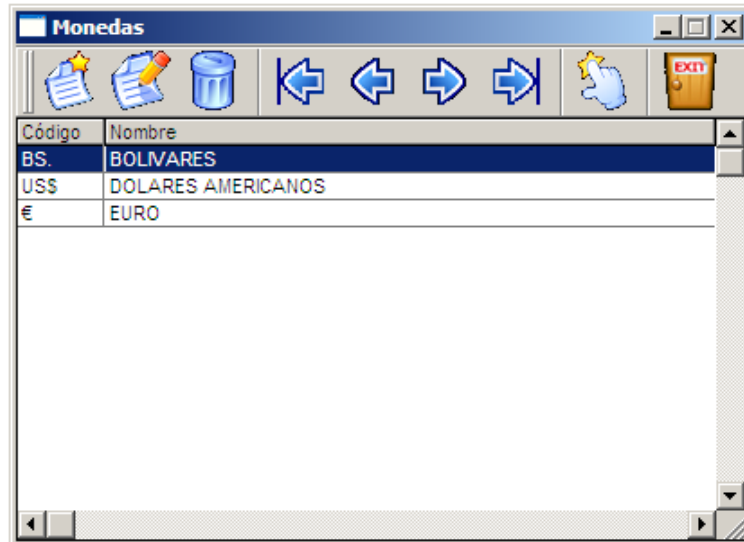 Monedas
EXIT
Código Nombre
BS. BOLIVARES
US$ DOLARES AMERICANOS
€ EURO